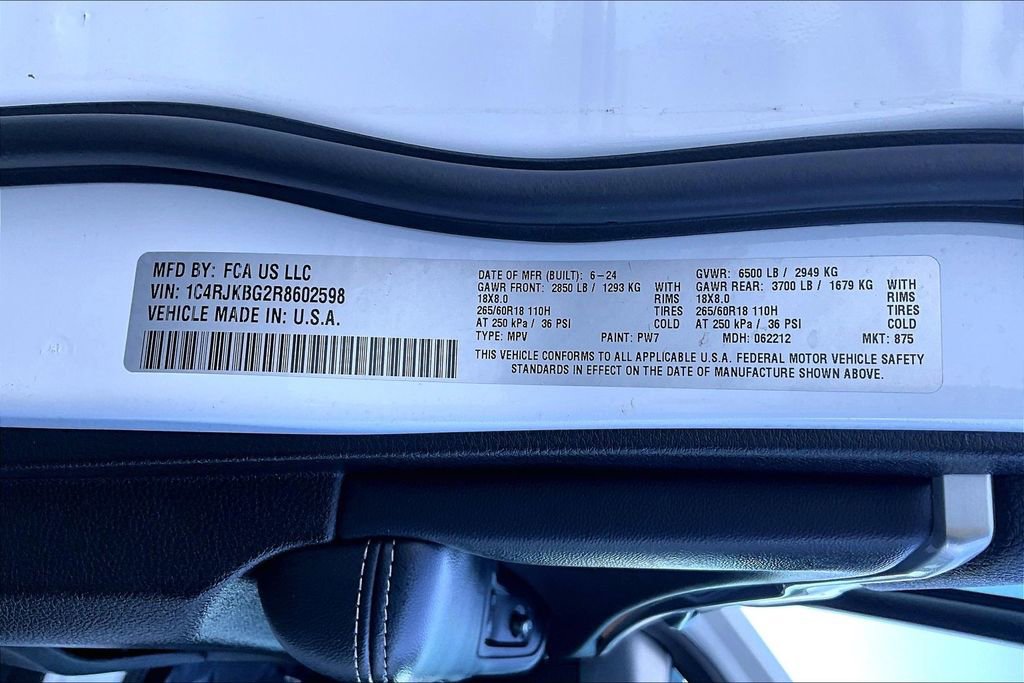 MFD BY: FCA US LLC
VIN: 1C4RJKBG2R8602598
VEHICLE MADE IN: U.S.A.
DATE OF MFR (BUILT): 6-24
GAWR FRONT: 2850 LB / 1293 KG WITH
18X8.0 RIMS
265/60R18 110H TIRES
AT 250 kPa / 36 PSI COLD
GVWR: 6500 LB / 2949 KG
GAWR REAR: 3700 LB / 1679 KG WITH
18X8.0 RIMS
265/60R18 110H TIRES
AT 250 kPa / 36 PSI COLD
TYPE: MPV PAINT: PW7 MDH: 062212 MKT: 875
THIS VEHICLE CONFORMS TO ALL APPLICABLE U.S.A. FEDERAL MOTOR VEHICLE SAFETY
STANDARDS IN EFFECT ON THE DATE OF MANUFACTURE SHOWN ABOVE.